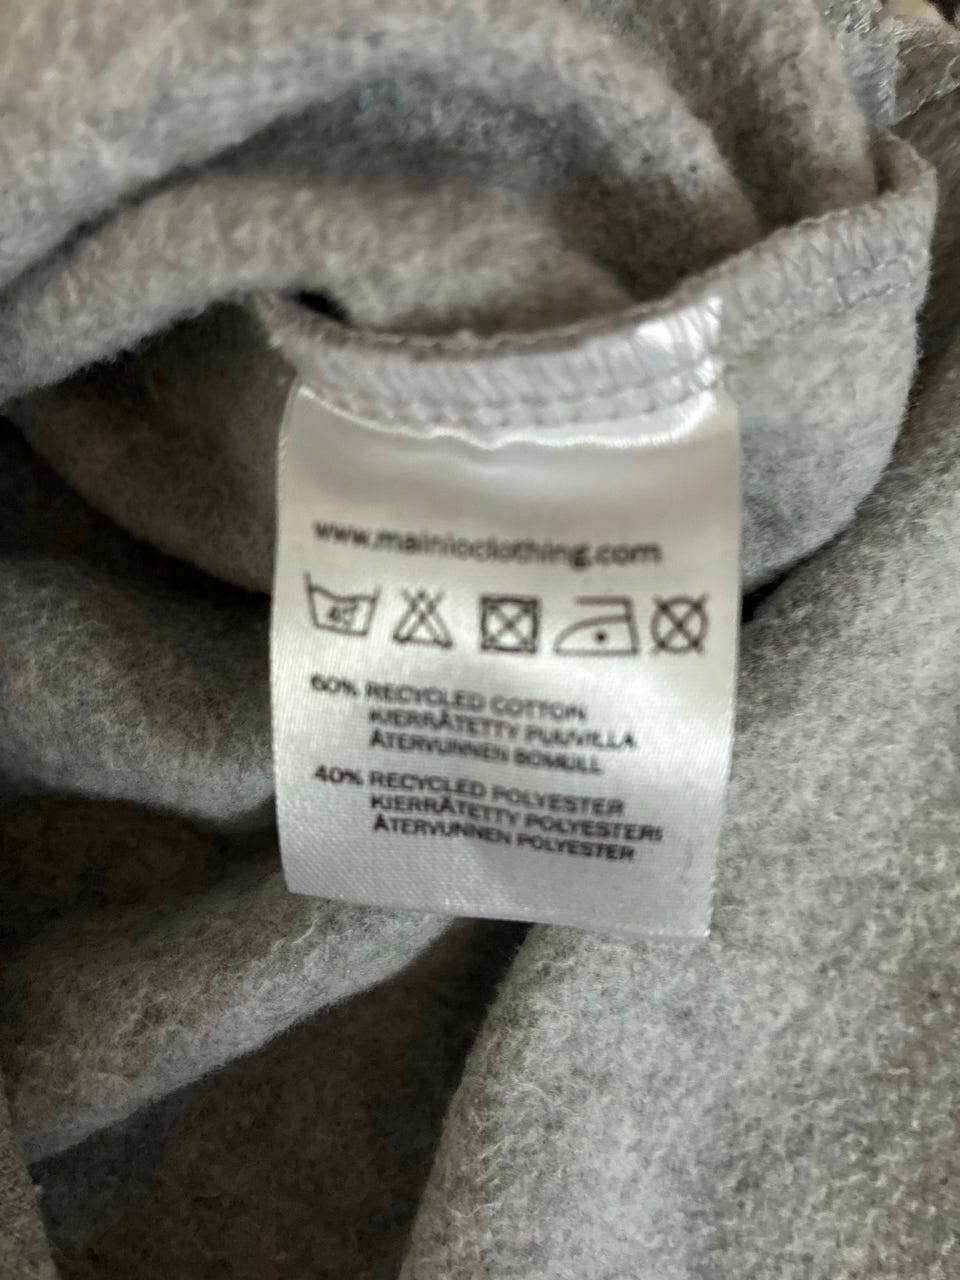 www.mainioclothing.com
40°
60% RECYCLED COTTON
KIERRÄTETTY PUUVILLA
ÅTERVUNNEN BOMULL
40% RECYCLED POLYESTER
KIERRÄTETTY POLYESTERI
ÅTERVUNNEN POLYESTER